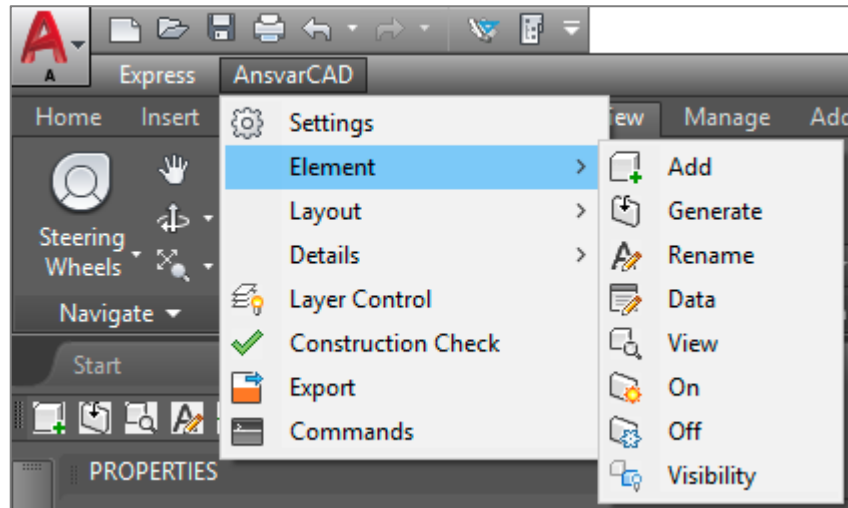 A
Express AnsvarCAD
Home Insert iew Manage Add
Settings
Element
Layout
Details
Layer Control
Construction Check
Export
Commands
Add
Generate
Rename
Data
View
On
Off
Visibility
Steering
Wheels
Navigate
Start
PROPERTIES